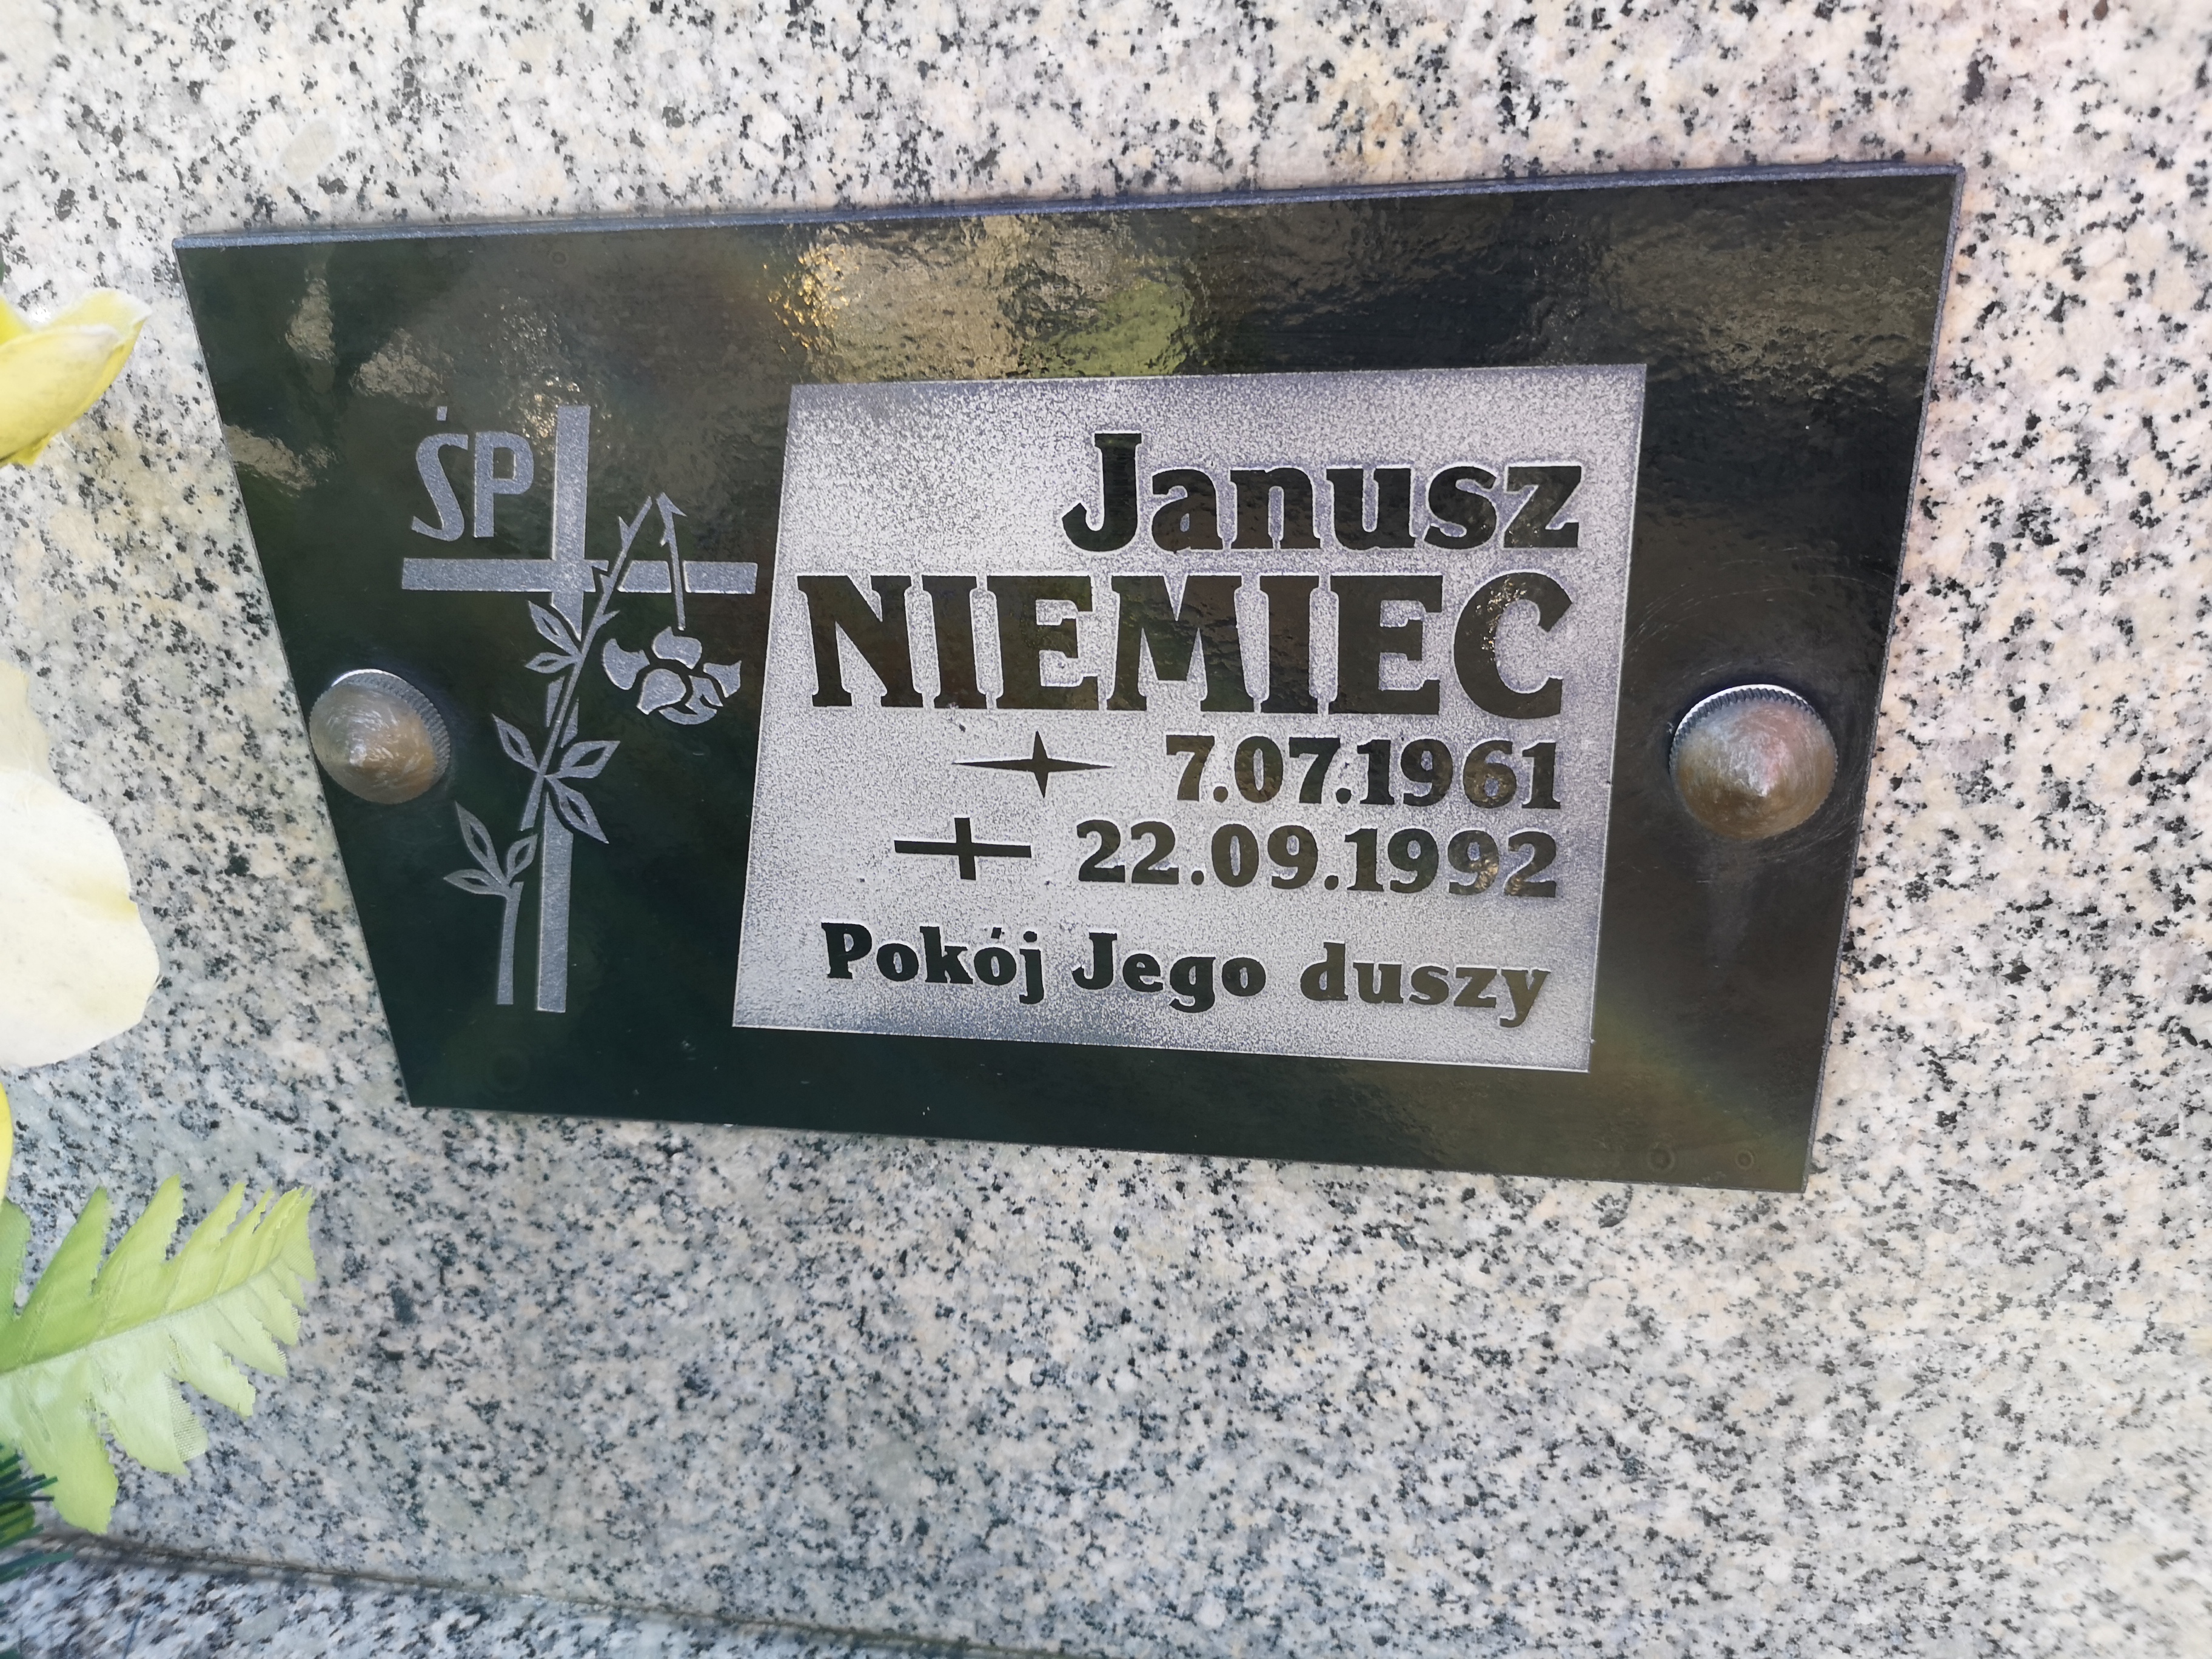 ŚP
Janusz
NIEMIEC
7.07.1961
22.09.1992
Pokój Jego duszy